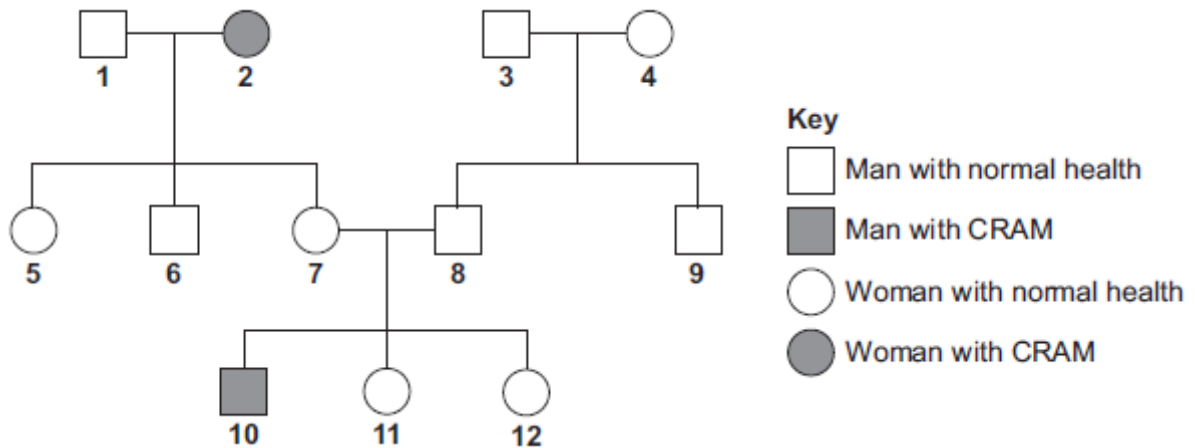 1 2 3 4
Key
Man with normal health
Man with CRAM
5 6 7 8 9
Woman with normal health
Woman with CRAM
10 11 12